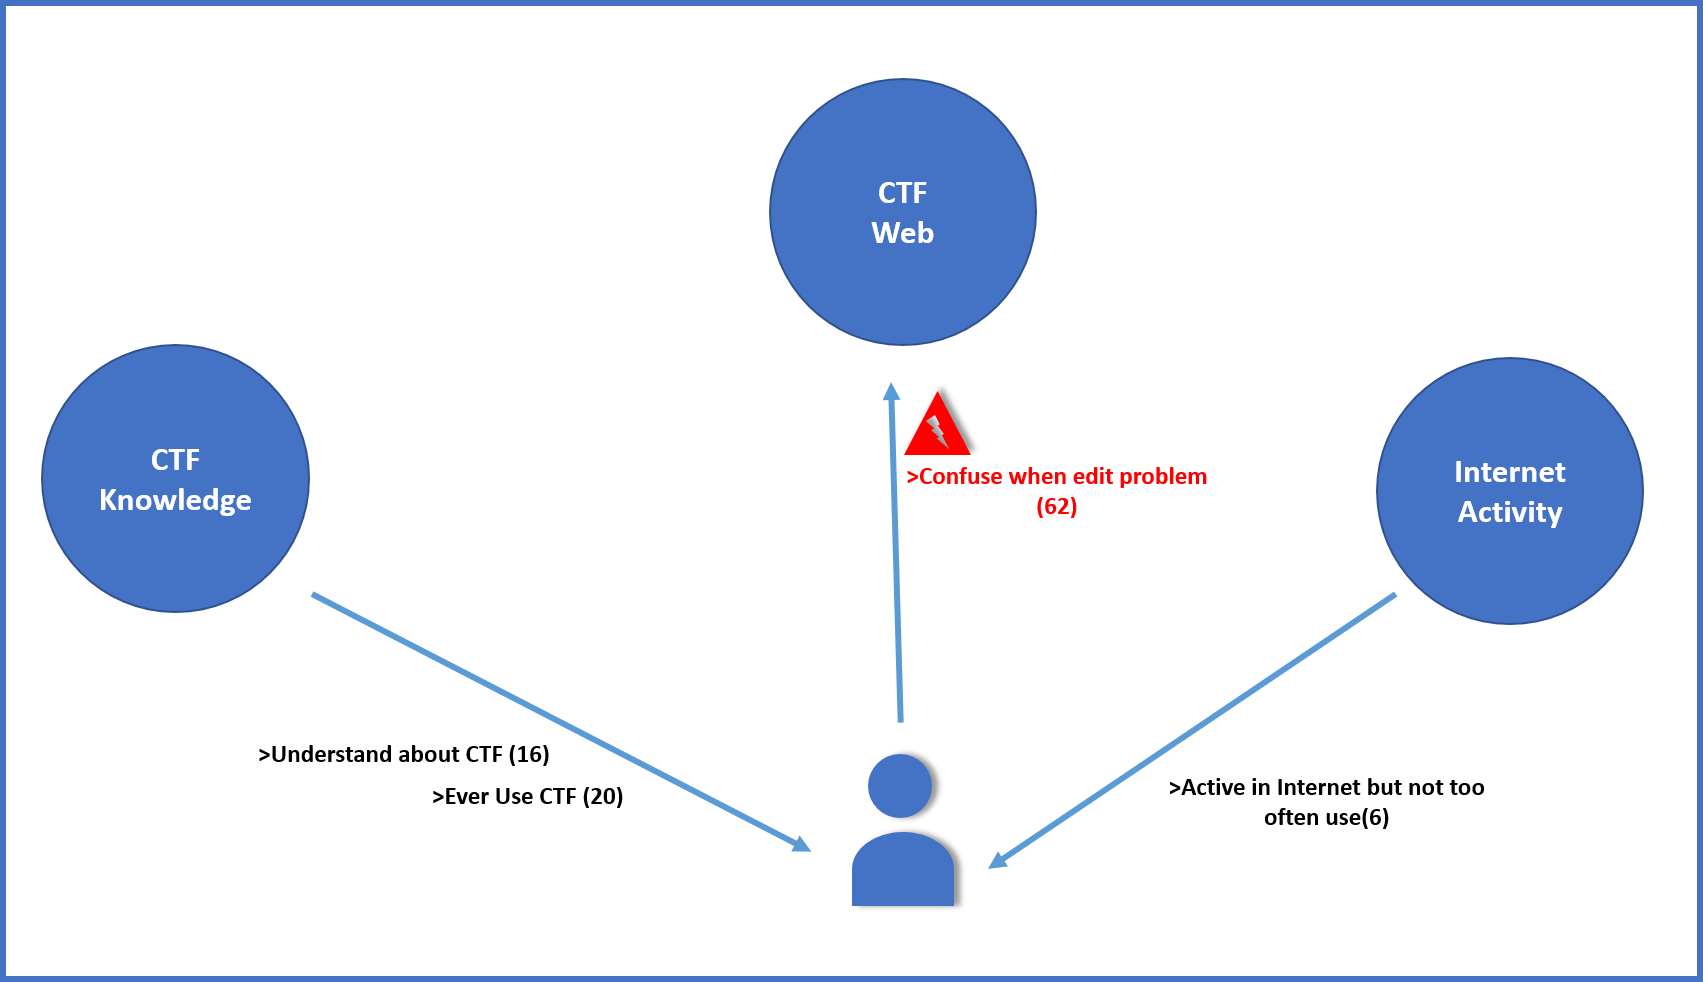 CTF
Web
CTF
Knowledge
>Confuse when edit problem
(62)
Internet
Activity
>Understand about CTF (16)
>Ever Use CTF (20)
>Active in Internet but not too
often use(6)